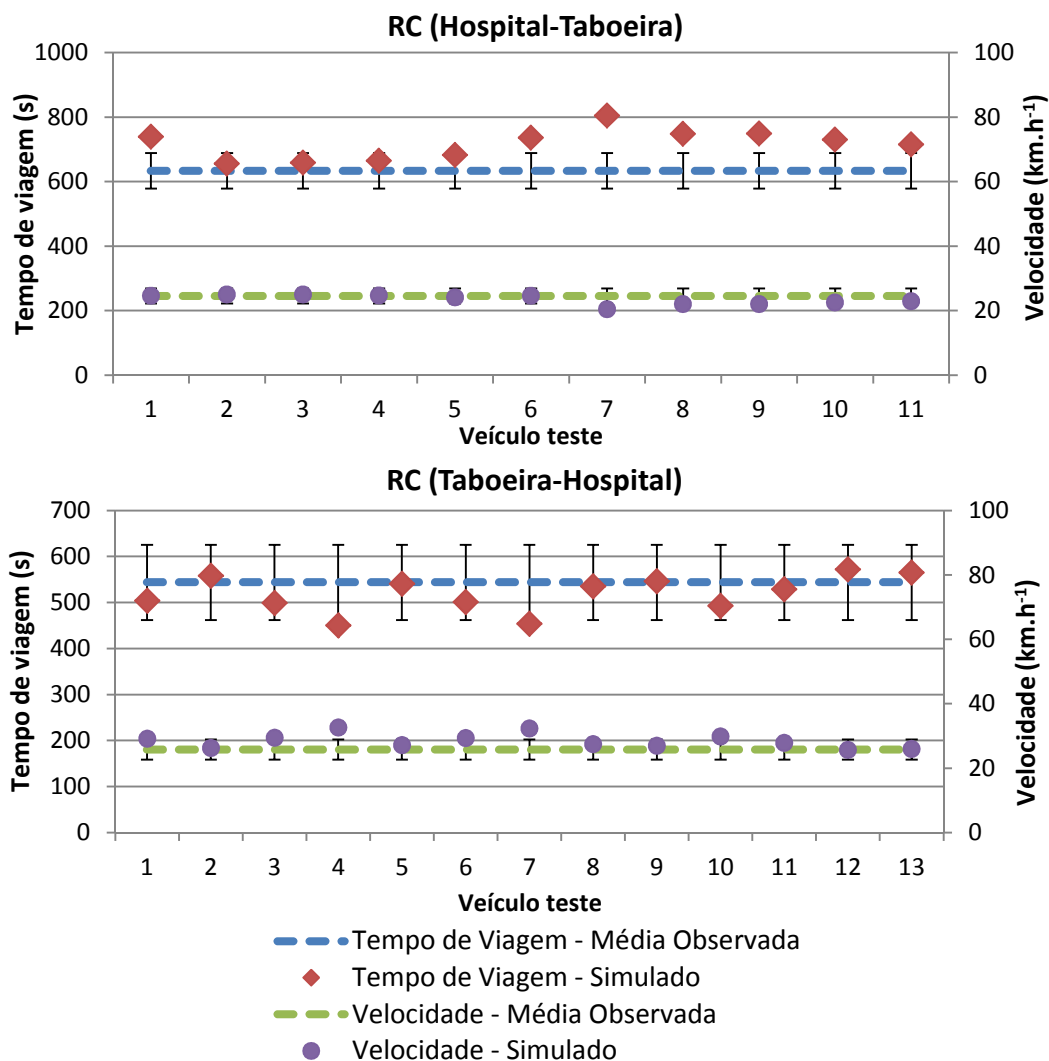 RC (Hospital-Taboeira)
Tempo de viagem (s)
1000
800
600
400
200
0
100
80
60
40
20
0
Velocidade (km.h-1)
1 2 3 4 5 6 7 8 9 10 11
Veículo teste
RC (Taboeira-Hospital)
Tempo de viagem (s)
700
600
500
400
300
200
100
0
100
80
60
40
20
0
Velocidade (km.h-1)
1 2 3 4 5 6 7 8 9 10 11 12 13
Veículo teste
Tempo de Viagem - Média Observada
Tempo de Viagem - Simulado
Velocidade - Média Observada
Velocidade - Simulado